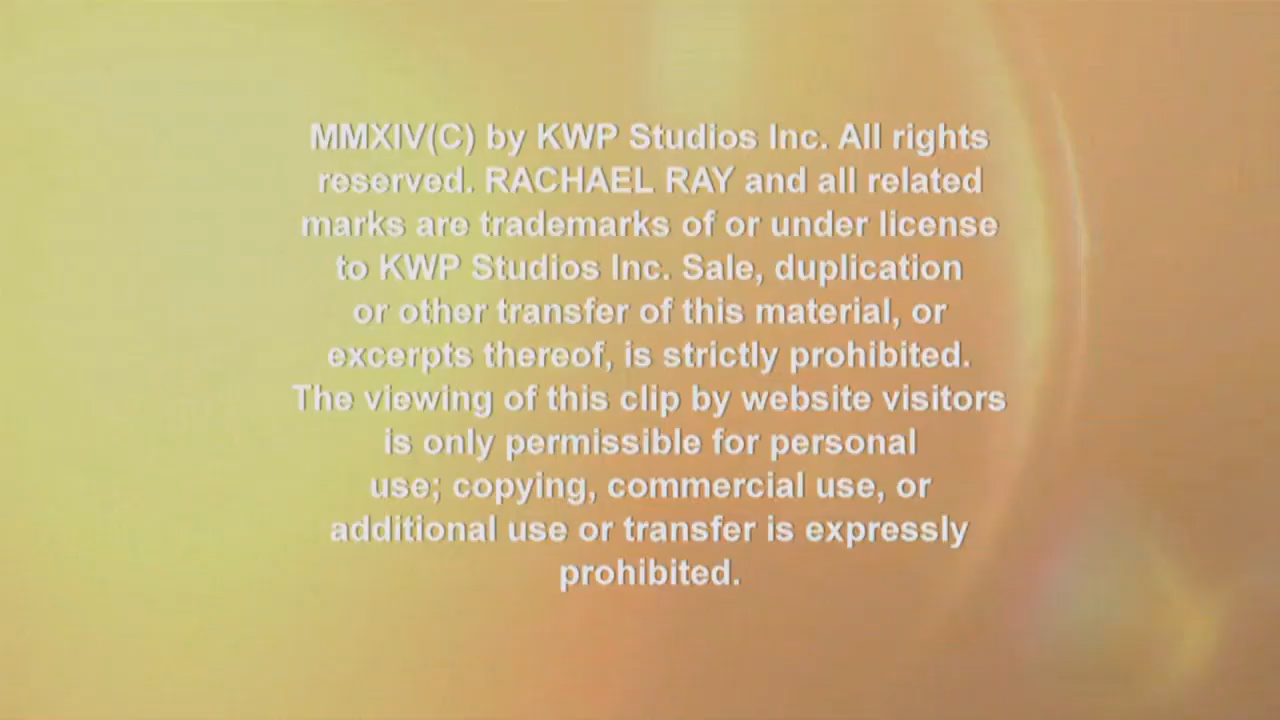 MMXIV(C) by KWP Studios Inc. All rights
reserved. RACHAEL RAY and all related
marks are trademarks of or under license
to KWP Studios Inc. Sale, duplication
or other transfer of this material, or
excerpts thereof, is strictly prohibited.
The viewing of this clip by website visitors
is only permissible for personal
use; copying, commercial use, or
additional use or transfer is expressly
prohibited.